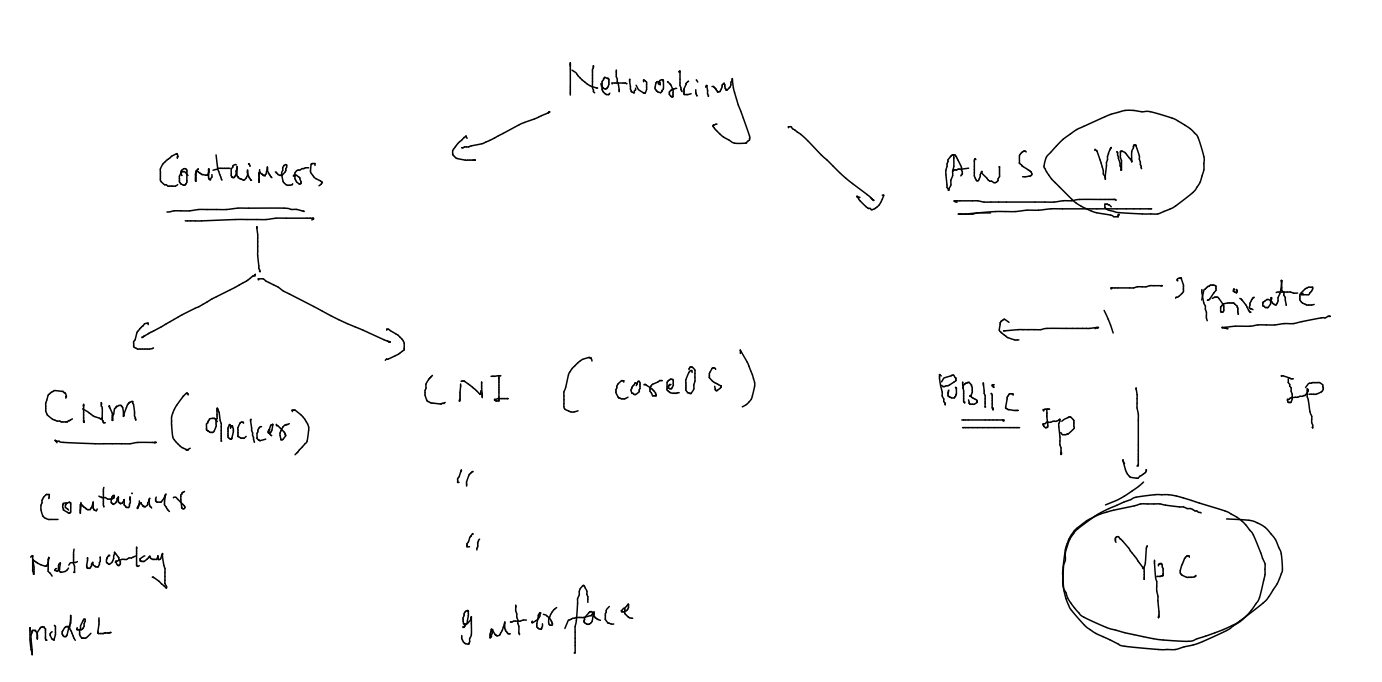 Networking
Containers
AWS VM
Private
Ip
Public Ip
Vpc
CNM (docker)
Container
Networking
model
CNI (coreOS)
"
"
Interface